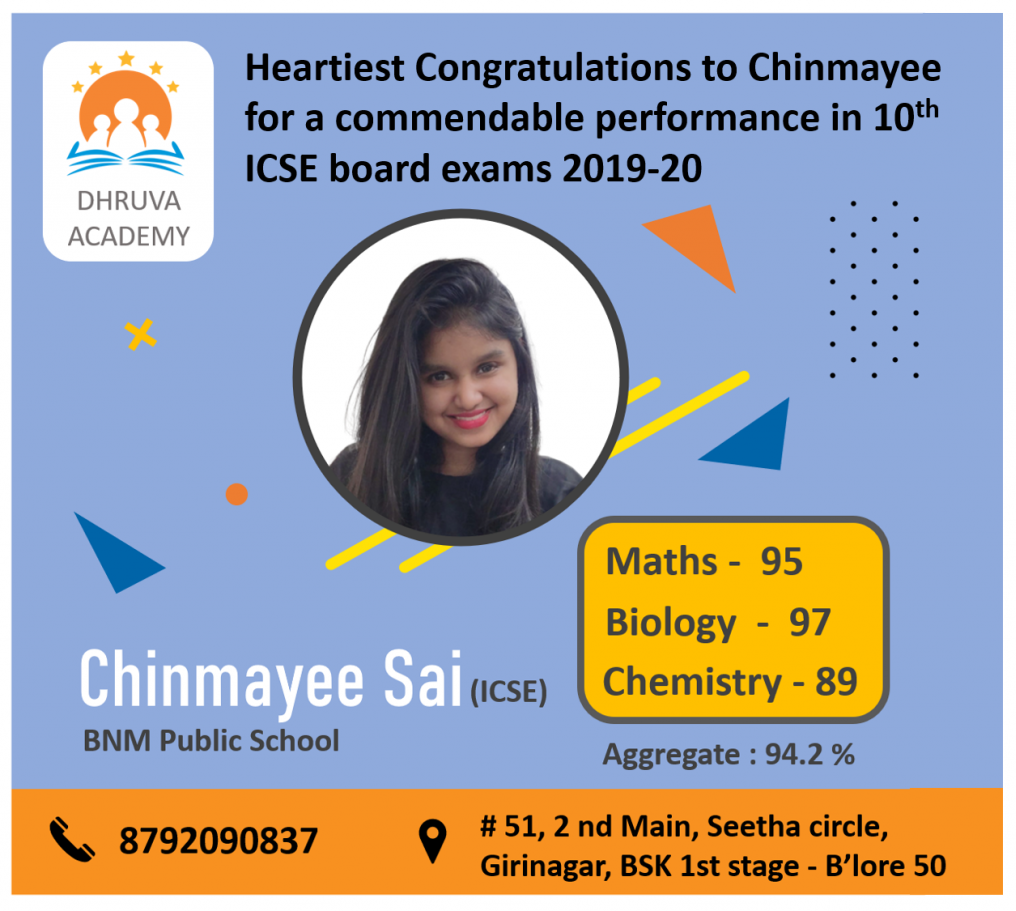 DHRUVA
ACADEMY
Heartiest Congratulations to Chinmayee
for a commendable performance in 10th
ICSE board exams 2019-20
Maths - 95
Biology - 97
Chemistry - 89
Chinmayee Sai (ICSE)
BNM Public School
Aggregate : 94.2 %
8792090837
# 51, 2 nd Main, Seetha circle,
Girinagar, BSK 1st stage - B’lore 50